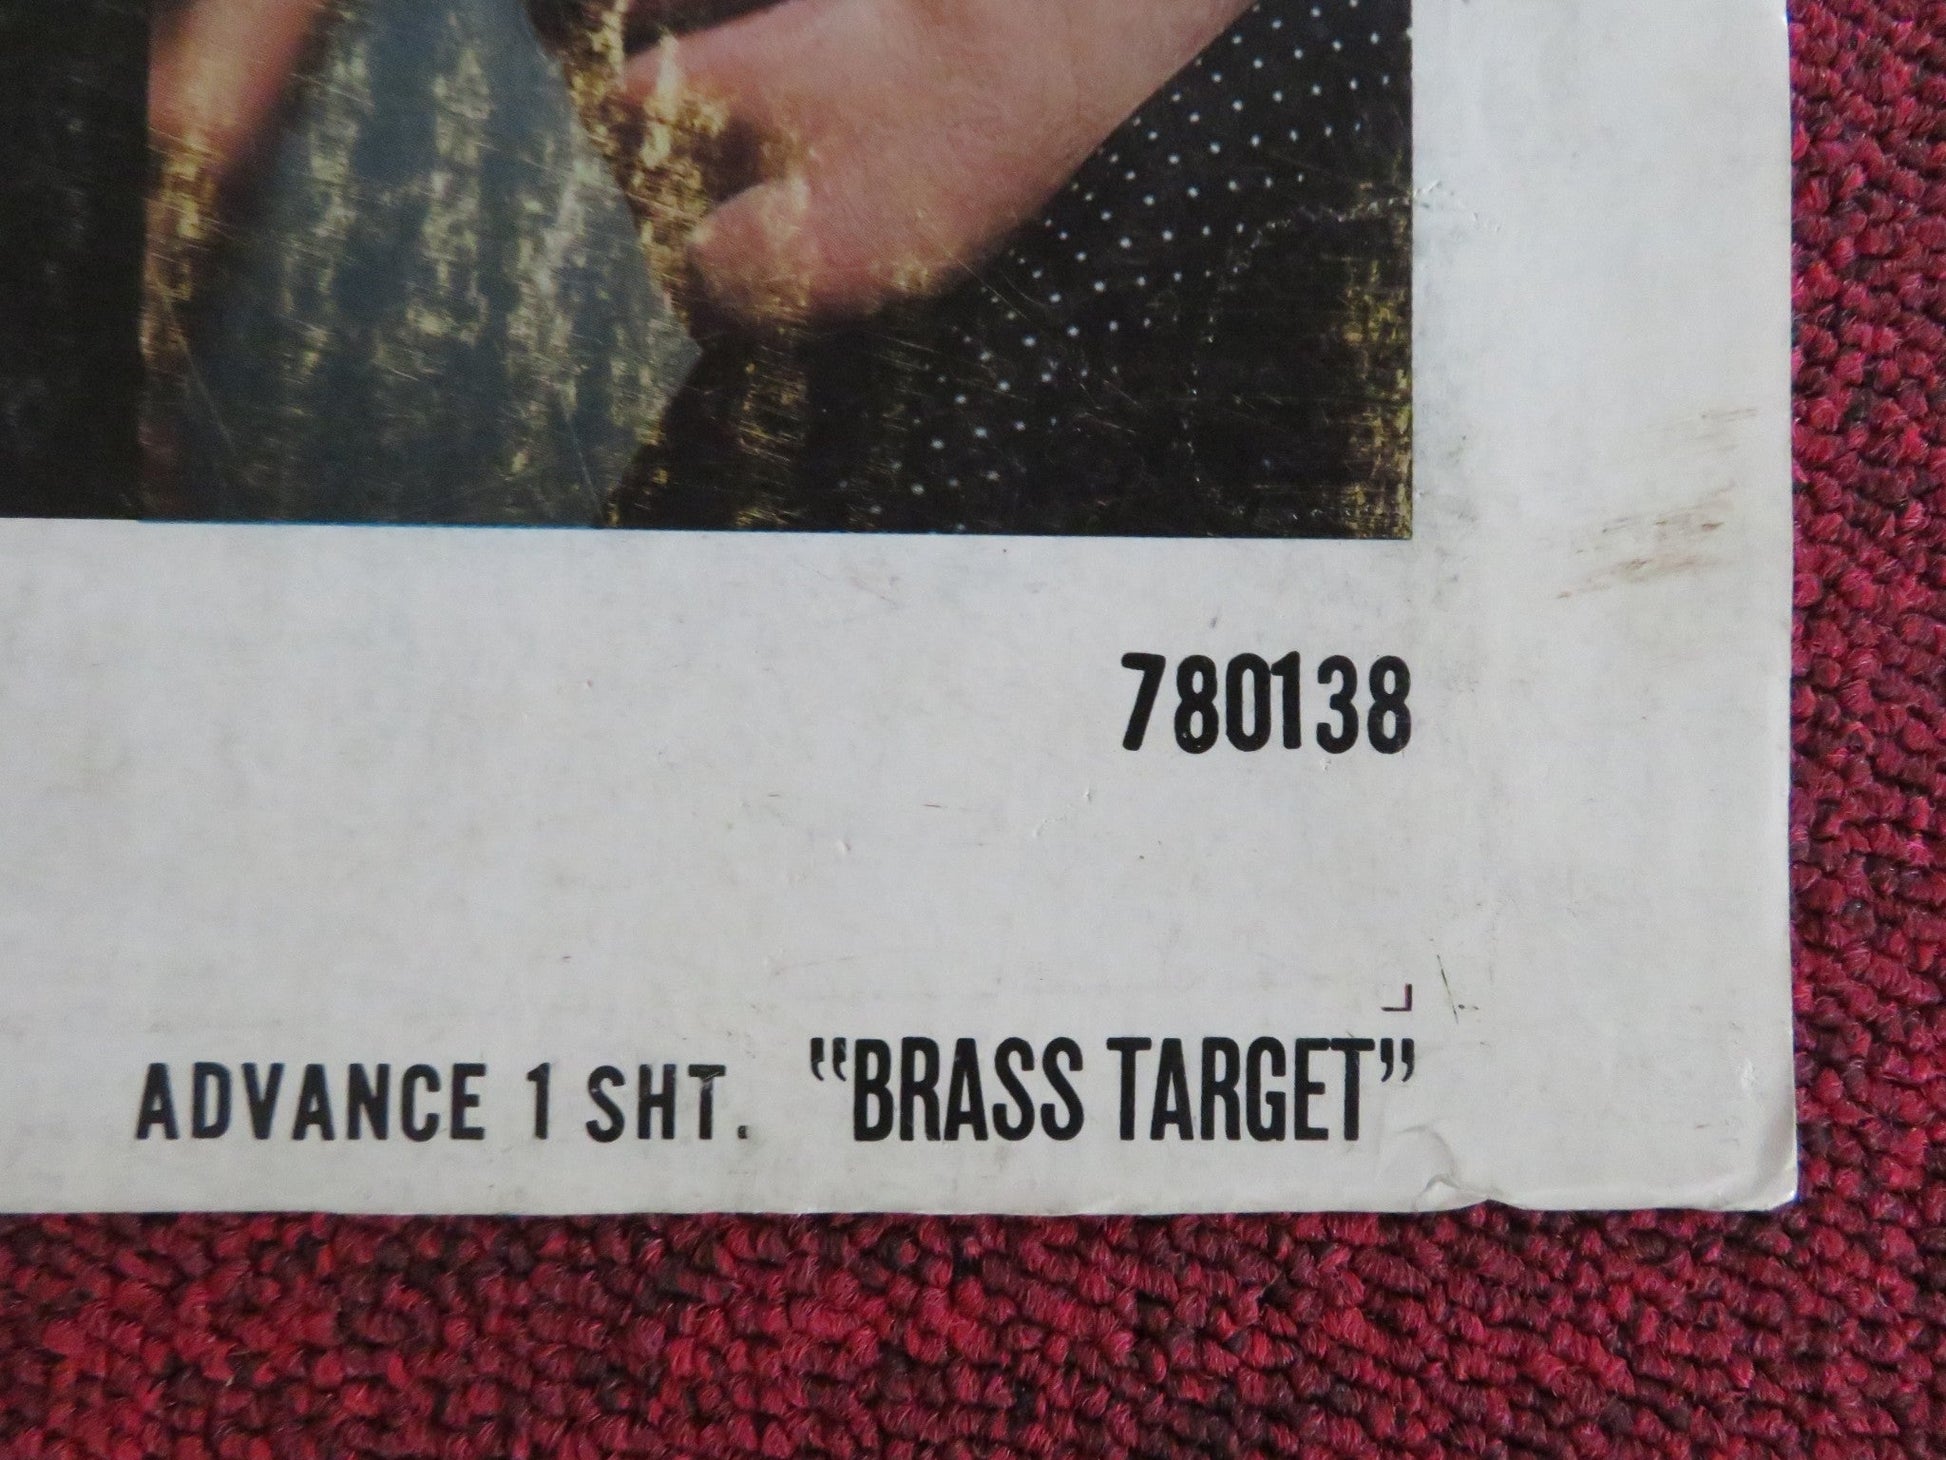 780138
ADVANCE 1 SHT. "BRASS TARGET"